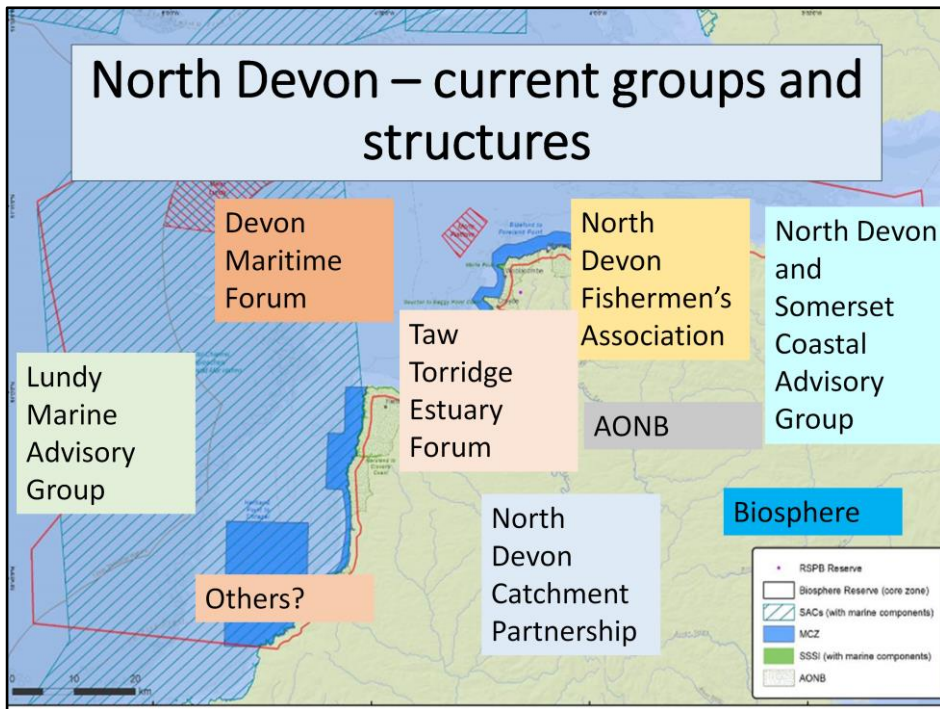 North Devon – current groups and
structures
Devon
Maritime
Forum
North
Devon
Fishermen's
Association
North Devon
and
Somerset
Coastal
Advisory
Group
Taw
Torridge
Estuary
Forum
Lundy
Marine
Advisory
Group
AONB
North
Devon
Catchment
Partnership
Biosphere
Others?
RSPB Reserve
Biosphere Reserve (core zone)
SACs (with marine components)
MCZ
SSSI (with marine components)
AONB
0 10 20
km